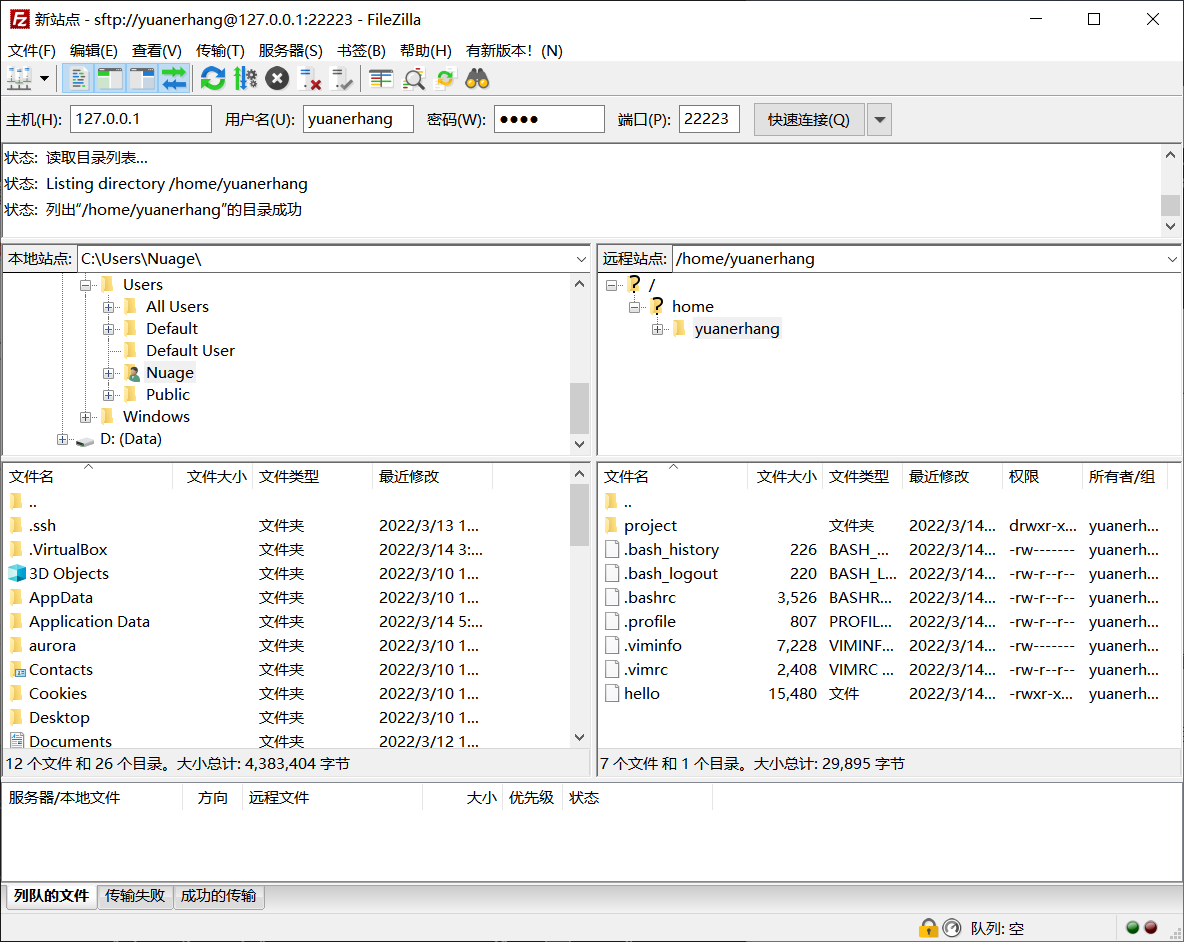 新站点 - sftp://yuanerhang@127.0.0.1:22223 - FileZilla
文件(F) 编辑(E) 查看(V) 传输(T) 服务器(S) 书签(B) 帮助(H) 有新版本! (N)
主机(H): 127.0.0.1 用户名(U): yuanerhang 密码(W): ●●●● 端口(P): 22223 快速连接(Q)
状态: 读取目录列表...
状态: Listing directory /home/yuanerhang
状态: 列出“/home/yuanerhang”的目录成功
本地站点: C:\Users\Nuage\
Users
All Users
Default
Default User
Nuage
Public
Windows
D: (Data)
远程站点: /home/yuanerhang
/
home
yuanerhang
文件名 文件大小 文件类型 最近修改
..
.ssh 文件夹 2022/3/13 1...
.VirtualBox 文件夹 2022/3/14 3:...
3D Objects 文件夹 2022/3/10 1...
AppData 文件夹 2022/3/10 1...
Application Data 文件夹 2022/3/14 5:...
aurora 文件夹 2022/3/10 1...
Contacts 文件夹 2022/3/10 1...
Cookies 文件夹 2022/3/10 1...
Desktop 文件夹 2022/3/10 1...
Documents 文件夹 2022/3/12 1...
12 个文件 和 26 个目录。大小总计: 4,383,404 字节
文件名 文件大小 文件类型 最近修改 权限 所有者/组
..
project 文件夹 2022/3/14... drwxr-x... yuanerh...
.bash_history 226 BASH_... 2022/3/14... -rw------- yuanerh...
.bash_logout 220 BASH_L... 2022/3/14... -rw-r--r-- yuanerh...
.bashrc 3,526 BASHR... 2022/3/14... -rw-r--r-- yuanerh...
.profile 807 PROFIL... 2022/3/14... -rw-r--r-- yuanerh...
.viminfo 7,228 VIMINF... 2022/3/14... -rw------- yuanerh...
.vimrc 2,408 VIMRC ... 2022/3/14... -rw-r--r-- yuanerh...
hello 15,480 文件 2022/3/14... -rwxr-x... yuanerh...
7 个文件 和 1 个目录。大小总计: 29,895 字节
服务器/本地文件 方向 远程文件 大小 优先级 状态
列队的文件 传输失败 成功的传输
队列: 空